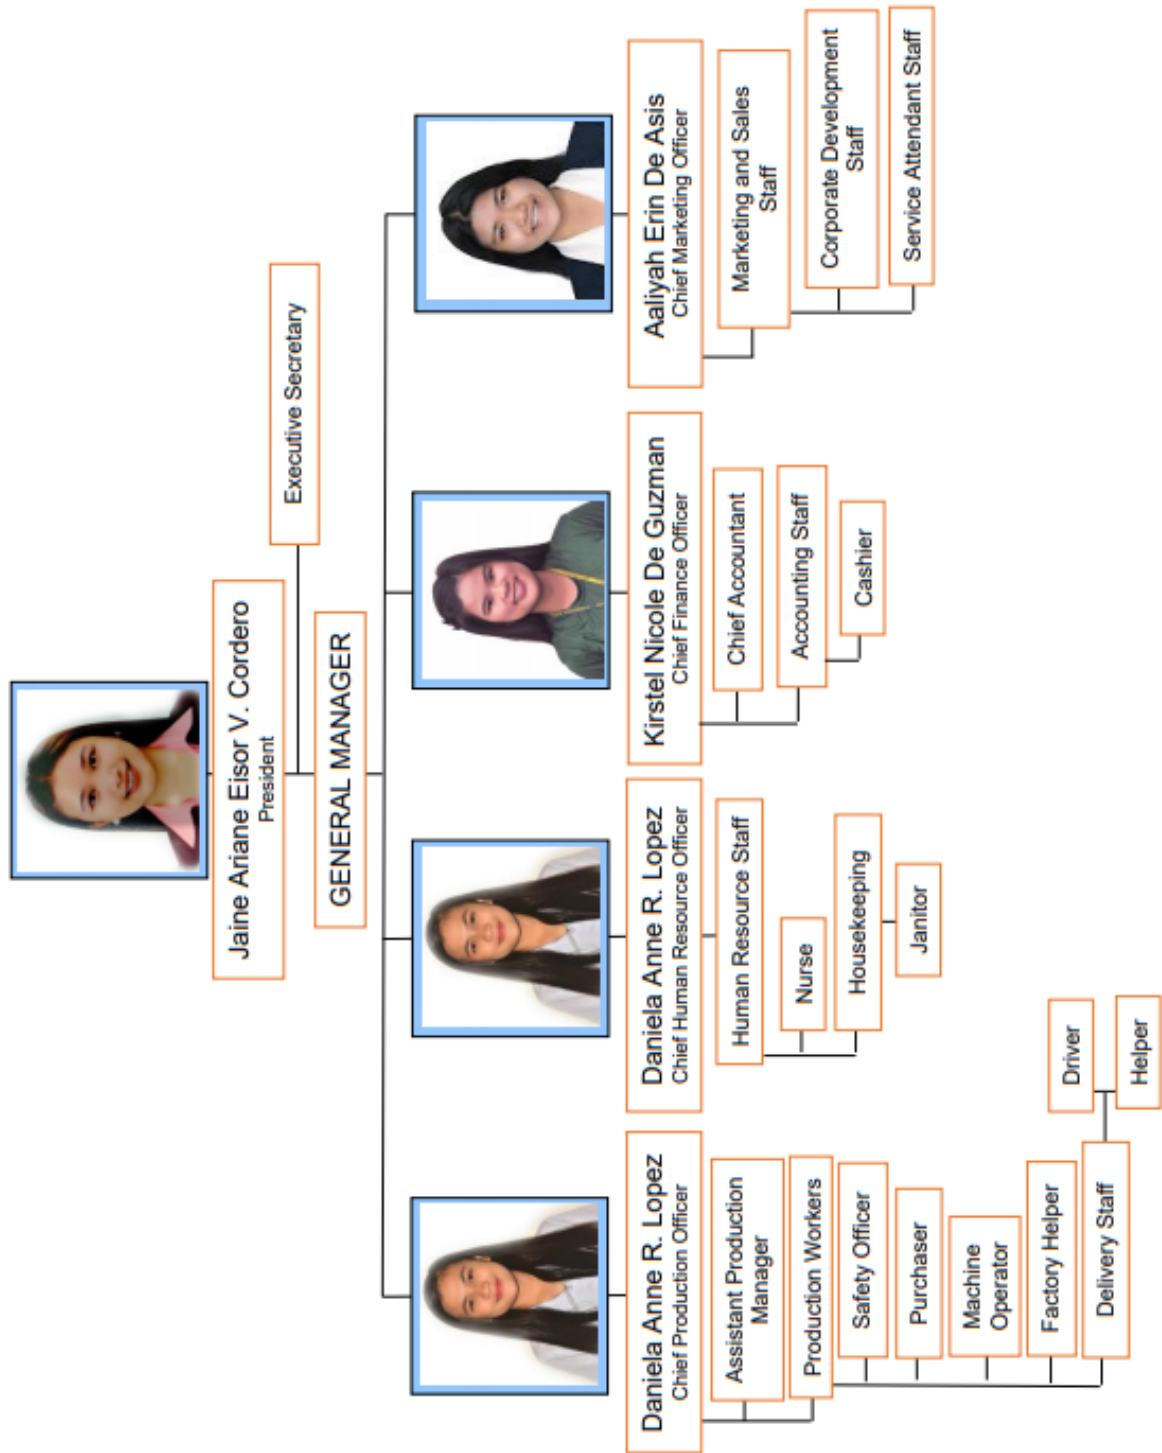 Jaine Ariane Eisor V. Cordero
President
Executive Secretary
GENERAL MANAGER
Daniela Anne R. Lopez
Chief Production Officer
Assistant Production
Manager
Production Workers
Safety Officer
Purchaser
Machine
Operator
Factory Helper
Delivery Staff
Driver
Helper
Daniela Anne R. Lopez
Chief Human Resource Officer
Human Resource Staff
Nurse
Housekeeping
Janitor
Kirstel Nicole De Guzman
Chief Finance Officer
Chief Accountant
Accounting Staff
Cashier
Aaliyah Erin De Asis
Chief Marketing Officer
Marketing and Sales
Staff
Corporate Development
Staff
Service Attendant Staff